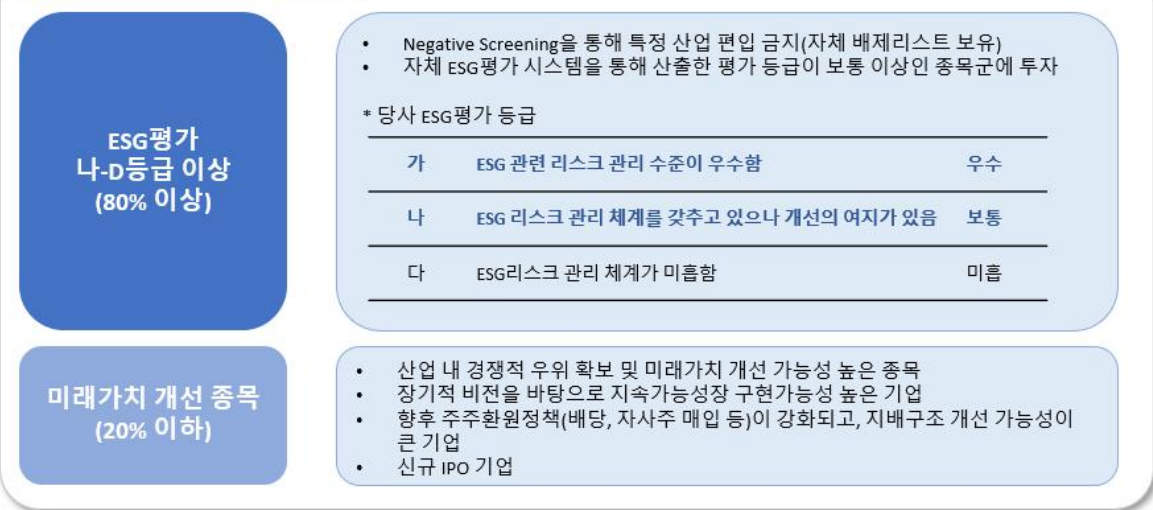 ESG평가
나-D등급 이상
(80% 이상)
• Negative Screening을 통해 특정 산업 편입 금지(자체 배제리스트 보유)
• 자체 ESG평가 시스템을 통해 산출한 평가 등급이 보통 이상인 종목군에 투자
* 당사 ESG평가 등급
가 ESG 관련 리스크 관리 수준이 우수함 우수
나 ESG 리스크 관리 체계를 갖추고 있으나 개선의 여지가 있음 보통
다 ESG리스크 관리 체계가 미흡함 미흡
미래가치 개선 종목
(20% 이하)
• 산업 내 경쟁적 우위 확보 및 미래가치 개선 가능성 높은 종목
• 장기적 비전을 바탕으로 지속가능성장 구현가능성 높은 기업
• 향후 주주환원정책(배당, 자사주 매입 등)이 강화되고, 지배구조 개선 가능성이
큰 기업
• 신규 IPO 기업